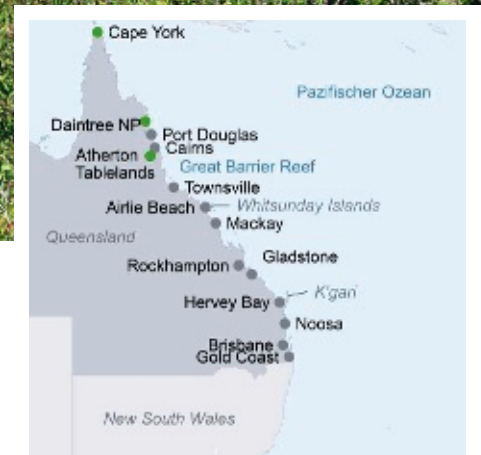 Cape York
Pazifischer Ozean
Daintree NP
Port Douglas
Cairns
Atherton
Tablelands
Great Barrier Reef
Townsville
Airlie Beach
Whitsunday Islands
Mackay
Queensland
Gladstone
Rockhampton
K'gari
Hervey Bay
Noosa
Brisbane
Gold Coast
New South Wales